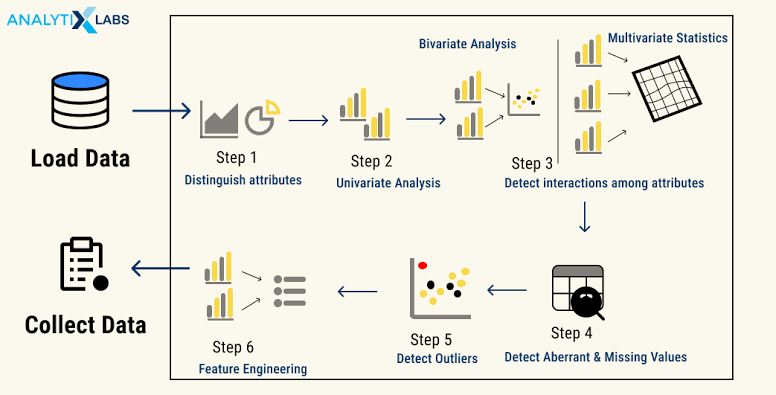 ANALYTIX LABS
Bivariate Analysis
Multivariate Statistics
Load Data
Step 1
Distinguish attributes
Step 2
Univariate Analysis
Step 3
Detect interactions among attributes
Step 4
Detect Aberrant & Missing Values
Step 5
Detect Outliers
Step 6
Feature Engineering
Collect Data